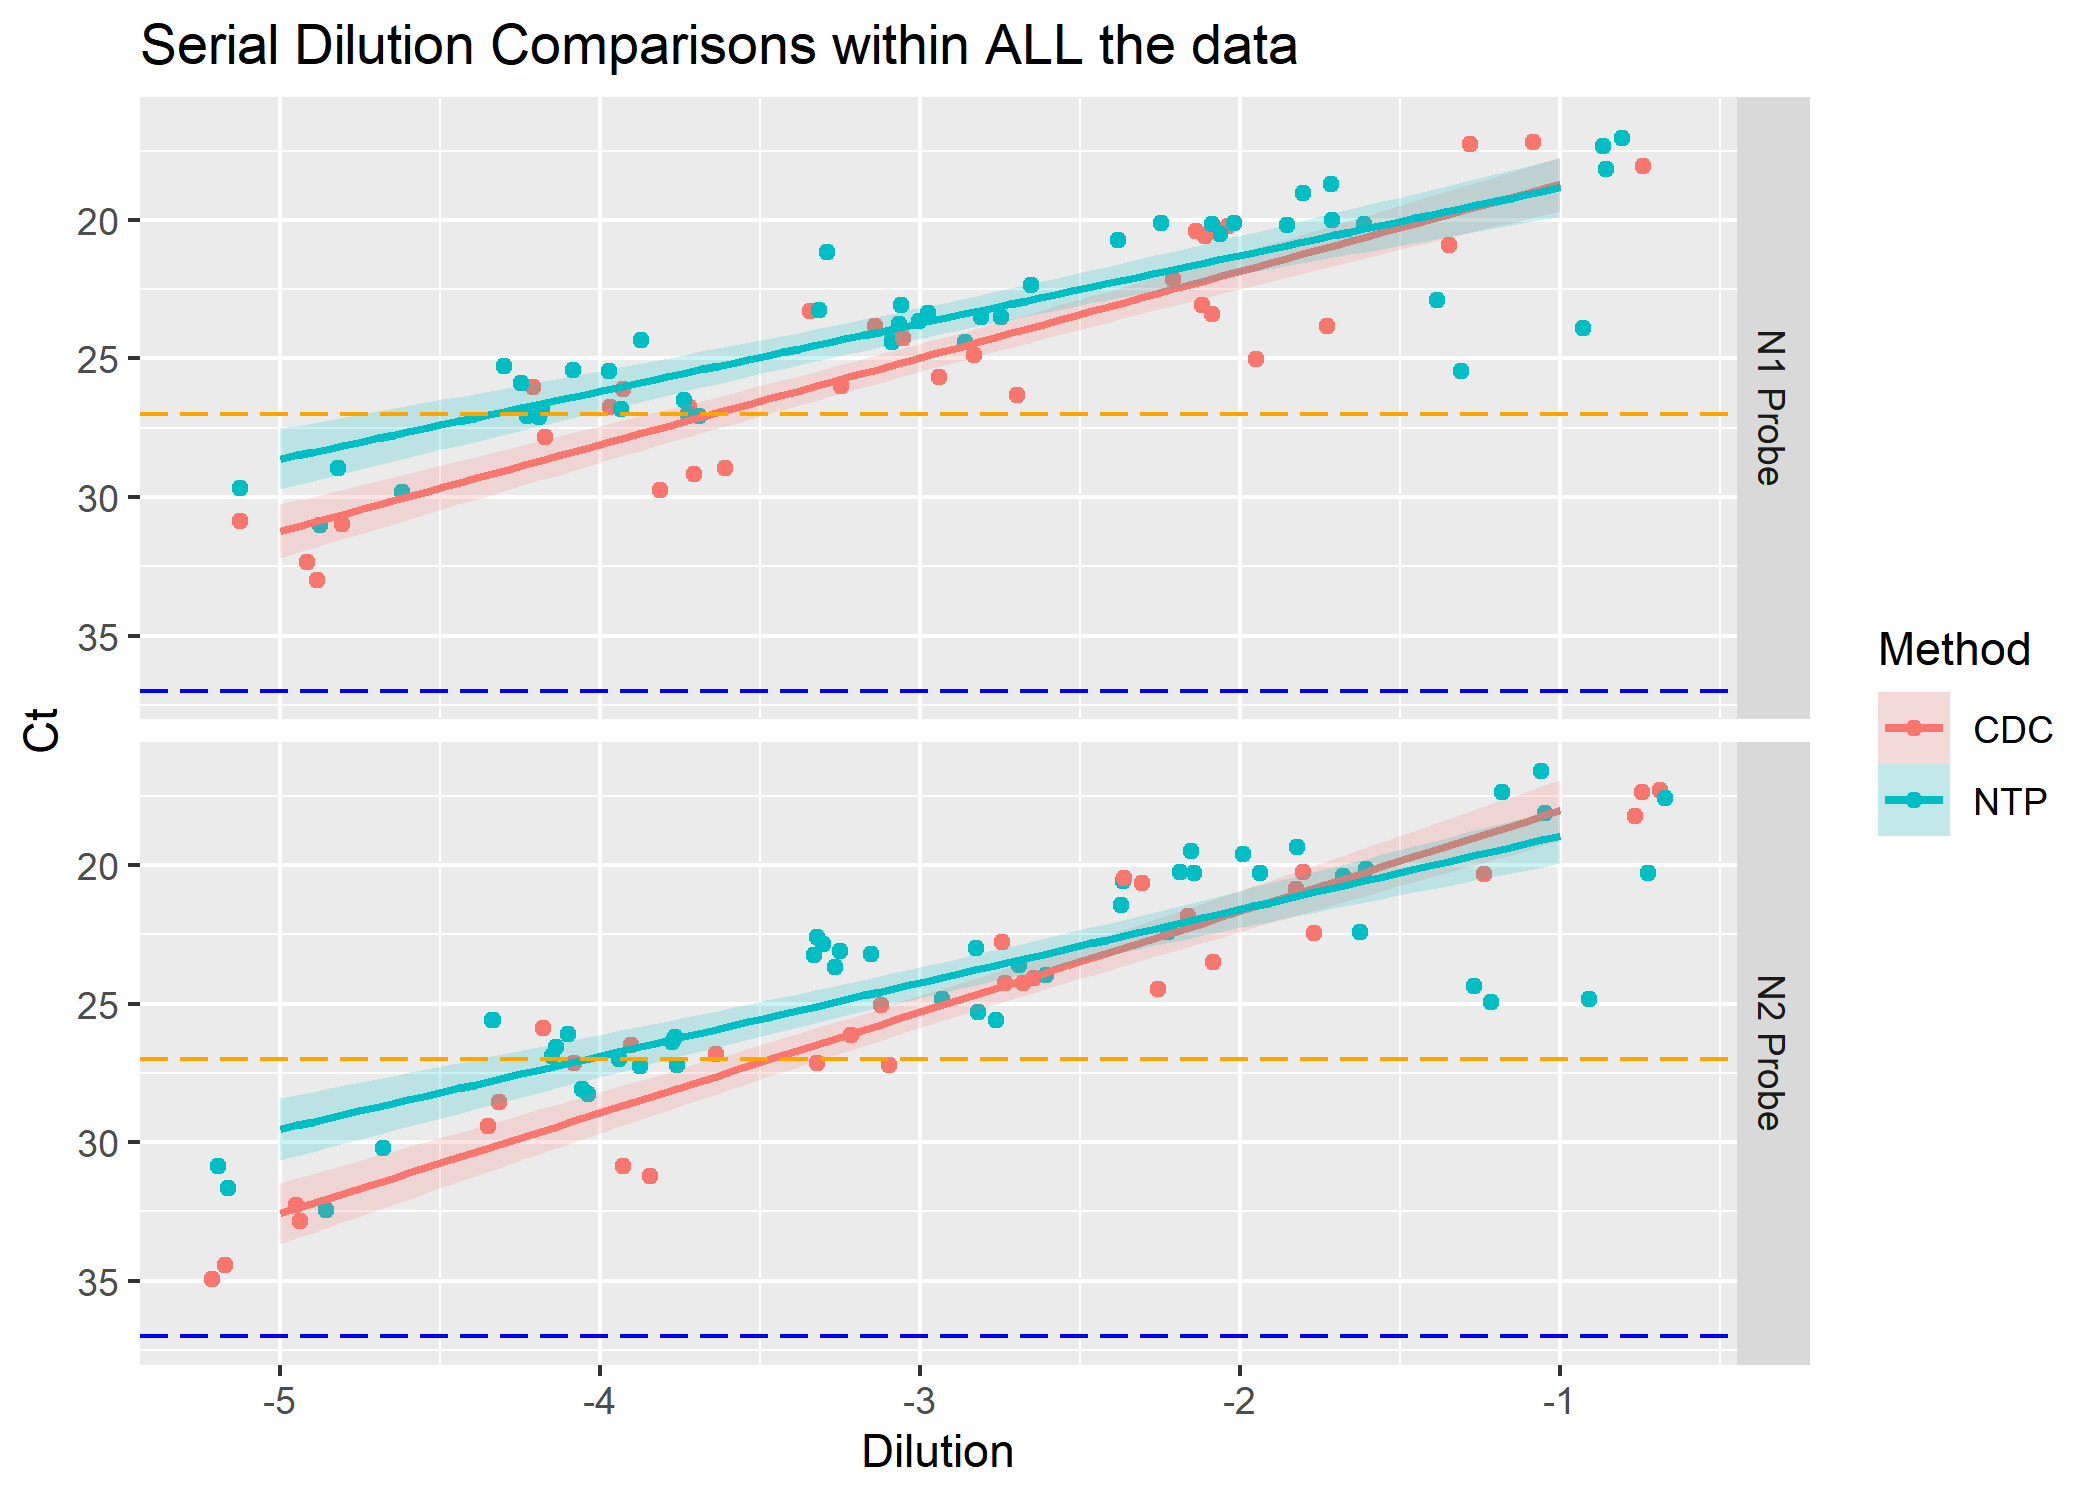 Serial Dilution Comparisons within ALL the data
20
25
30
35
N1 Probe
20
25
30
35
N2 Probe
Ct
-5 -4 -3 -2 -1
Dilution
Method
CDC
NTP